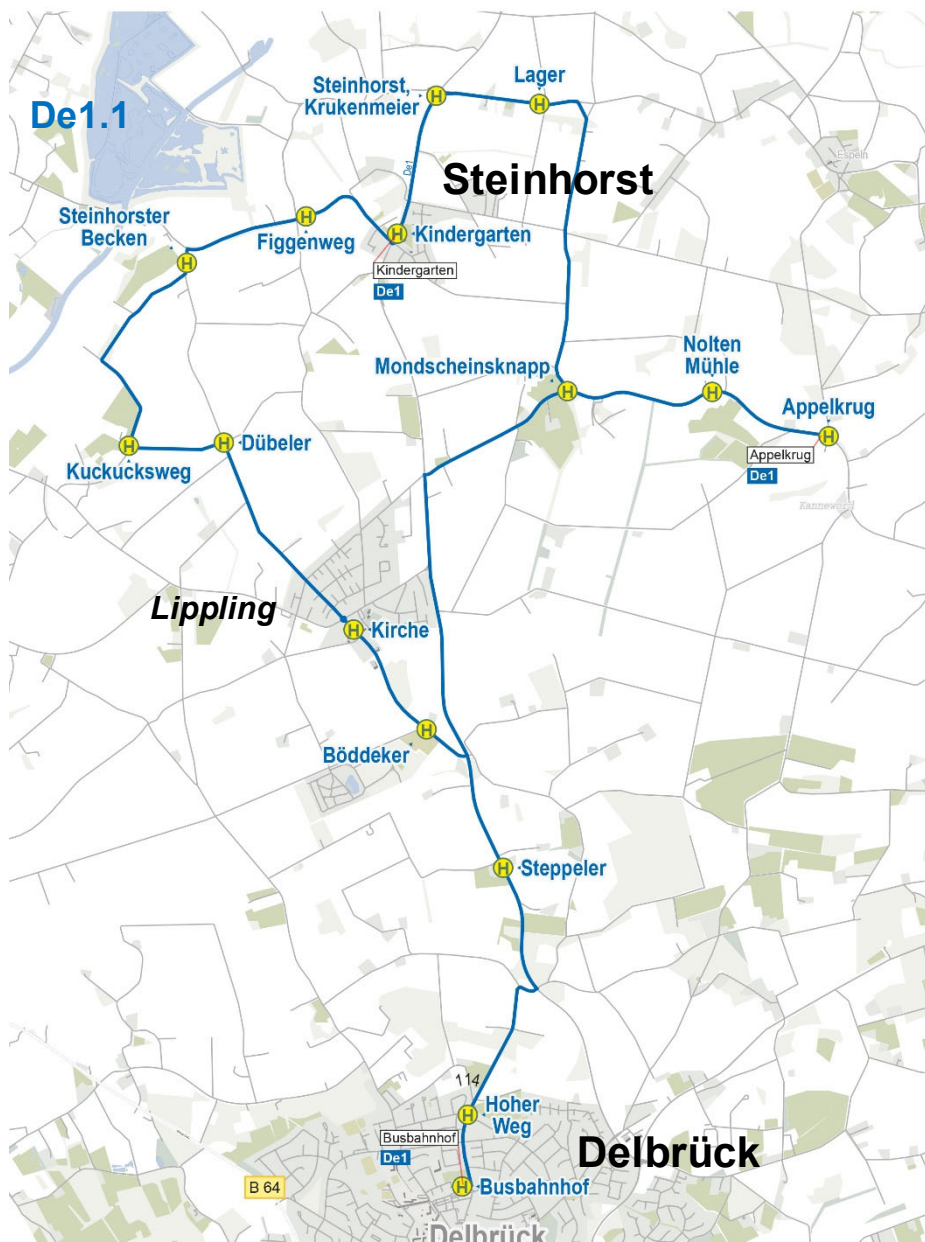 De1.1
Steinhorst,
Krukenmeier
Lager
De1
Steinhorst
Espeln
Steinhorster
Becken
H
H
H
Figgenweg
H
H
Kindergarten
Kindergarten
De1
Mondscheinsknapp
H
Nolten
Mühle
H
Appelkrug
H
Appelkrug
De1
Kuckucksweg
H
H
Dübeler
Lippling
H
Kirche
Böddeker
H
H
Steppeler
114
H
Hoher
Weg
Busbahnhof
De1
Delbrück
B 64
H
Busbahnhof
Delbrück